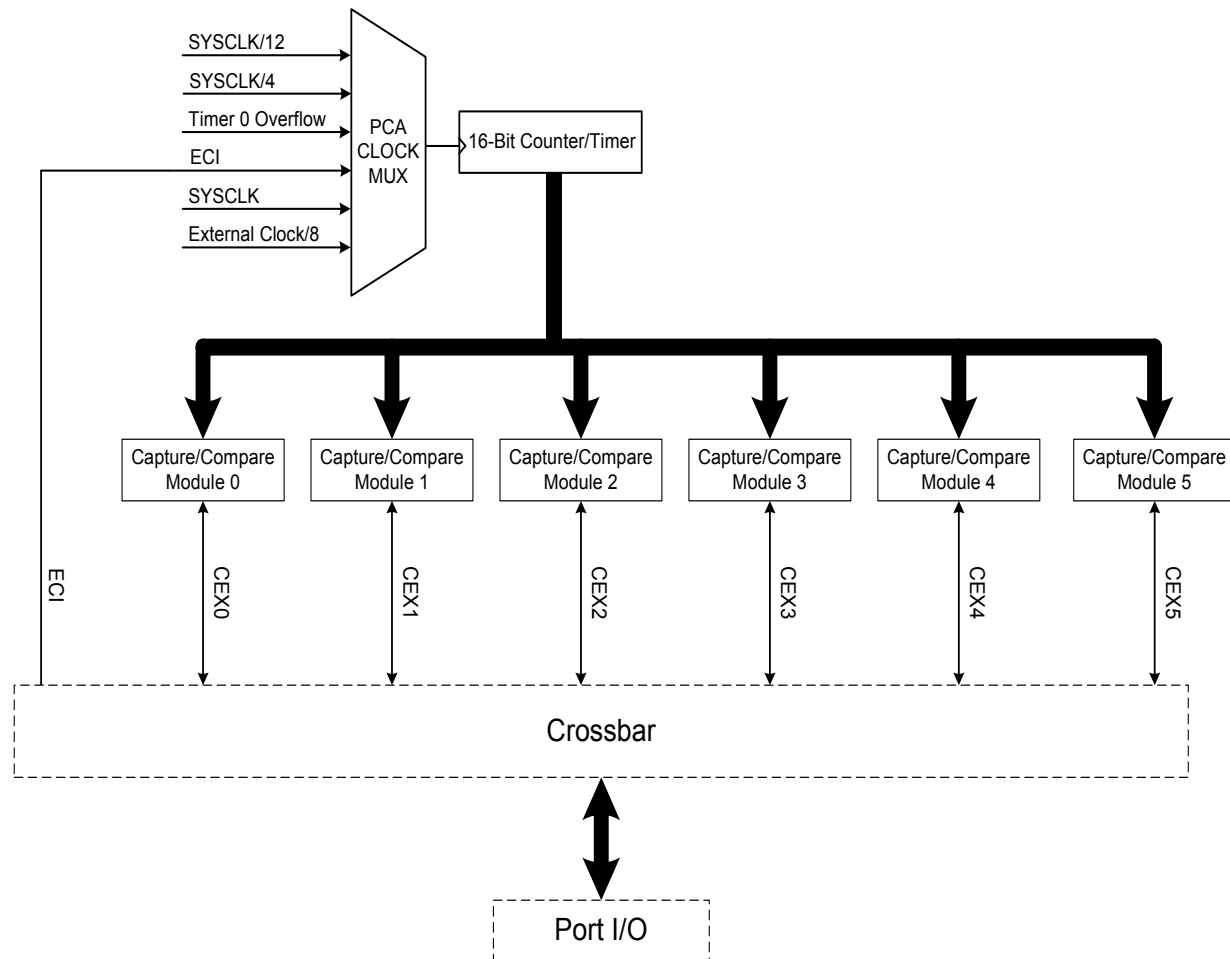 SYSCLK/12
SYSCLK/4
Timer 0 Overflow
ECI
SYSCLK
External Clock/8
PCA
CLOCK
MUX
16-Bit Counter/Timer
Capture/Compare
Module 0
Capture/Compare
Module 1
Capture/Compare
Module 2
Capture/Compare
Module 3
Capture/Compare
Module 4
Capture/Compare
Module 5
ECI
CEX0
CEX1
CEX2
CEX3
CEX4
CEX5
Crossbar
Port I/O